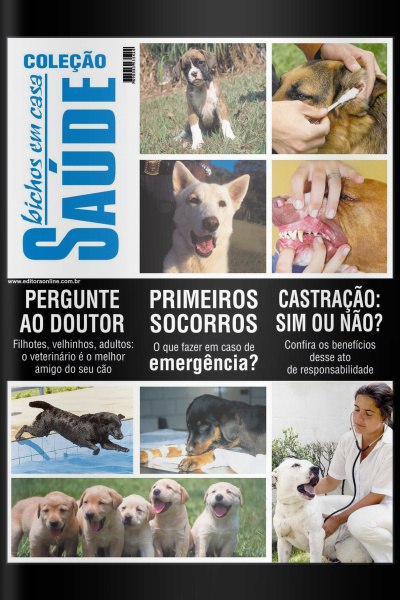 COLEÇÃO
bichos em casa
SAÚDE
www.editoraonline.com.br
PERGUNTE
AO DOUTOR
Filhotes, velhinhos, adultos:
o veterinário é o melhor
amigo do seu cão
PRIMEIROS
SOCORROS
O que fazer em caso de
emergência?
CASTRAÇÃO:
SIM OU NÃO?
Confira os benefícios
desse ato
de responsabilidade